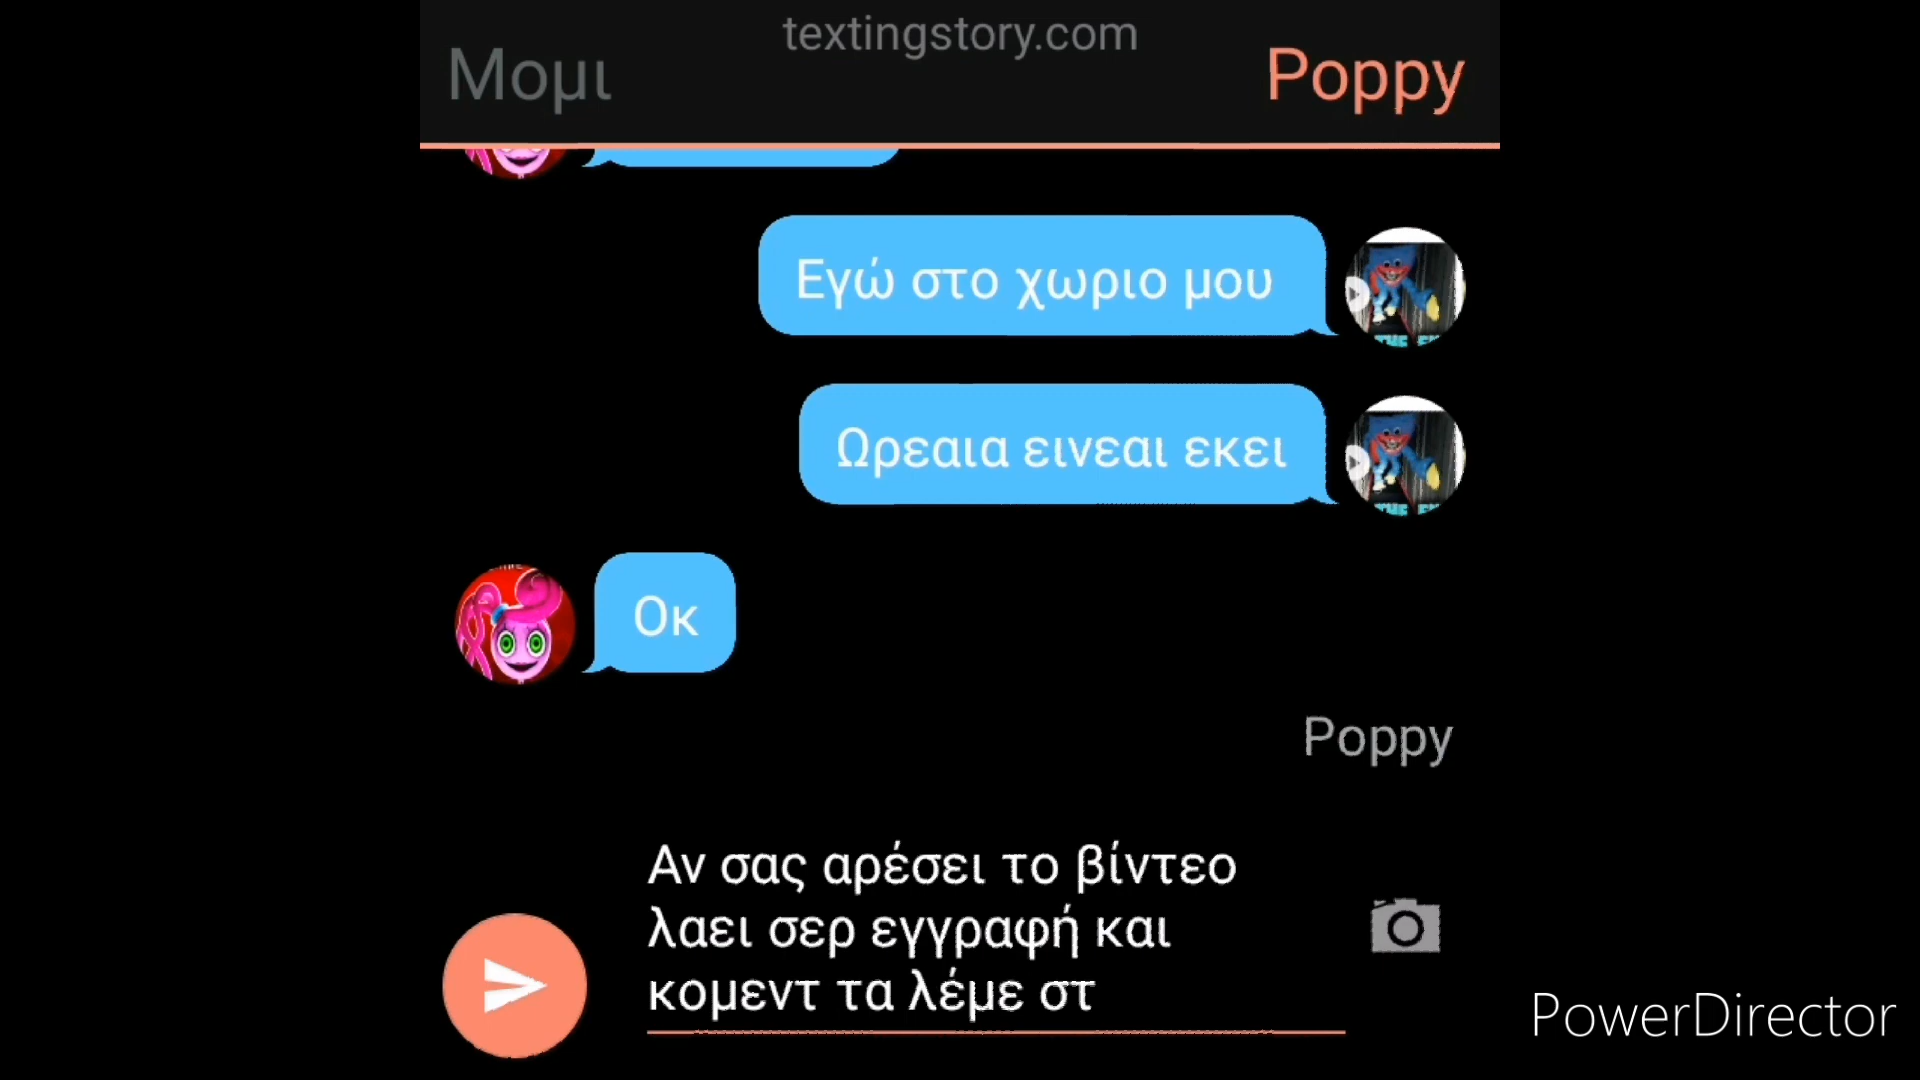 textingstory.com
Μομι
Poppy
Εγώ στο χωριο μου
Ωρεαια εινεαι εκει
Οκ
Poppy
Αν σας αρέσει το βίντεο
λαει σερ εγγραφή και
κομεντ τα λέμε στ
PowerDirector